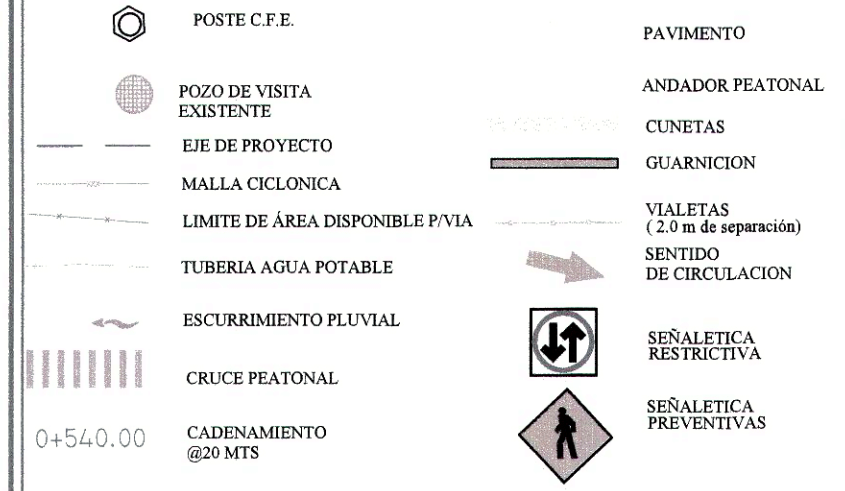 POSTE C.F.E.
POZO DE VISITA
EXISTENTE
EJE DE PROYECTO
MALLA CICLONICA
LIMITE DE ÁREA DISPONIBLE P/VIA
TUBERIA AGUA POTABLE
ESCURRIMIENTO PLUVIAL
CRUCE PEATONAL
0+540.00
CADENAMIENTO
@20 MTS
PAVIMENTO
ANDADOR PEATONAL
CUNETAS
GUARNICION
VIALETAS
( 2.0 m de separación)
SENTIDO
DE CIRCULACION
SEÑALETICA
RESTRICTIVA
SEÑALETICA
PREVENTIVAS